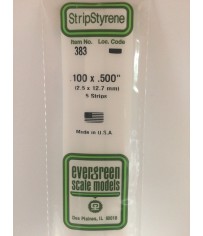 StripStyrene
Item No. Loc. Code
383
.100 x .500"
(2.5 x 12.7 mm)
5 Strips
Made in U.S.A
evergreen
scale models
Des Plaines, IL 60018